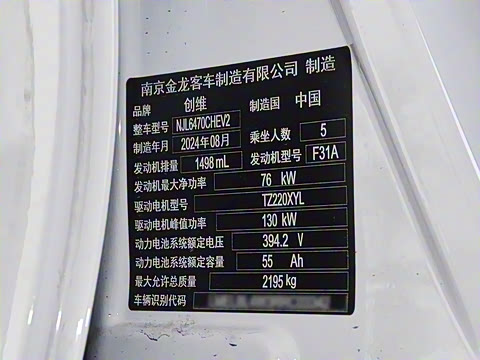 南京金龙客车制造有限公司 制造
品牌 创维 制造国 中国
整车型号 NJL6470CHEV2 乘坐人数 5
制造年月 2024年08月
发动机排量 1498 mL 发动机型号 F31A
发动机最大净功率 76 kW
驱动电机型号 TZ220XYL
驱动电机峰值功率 130 kW
动力电池系统额定电压 394.2 V
动力电池系统额定容量 55 Ah
最大允许总质量 2195 kg
车辆识别代码